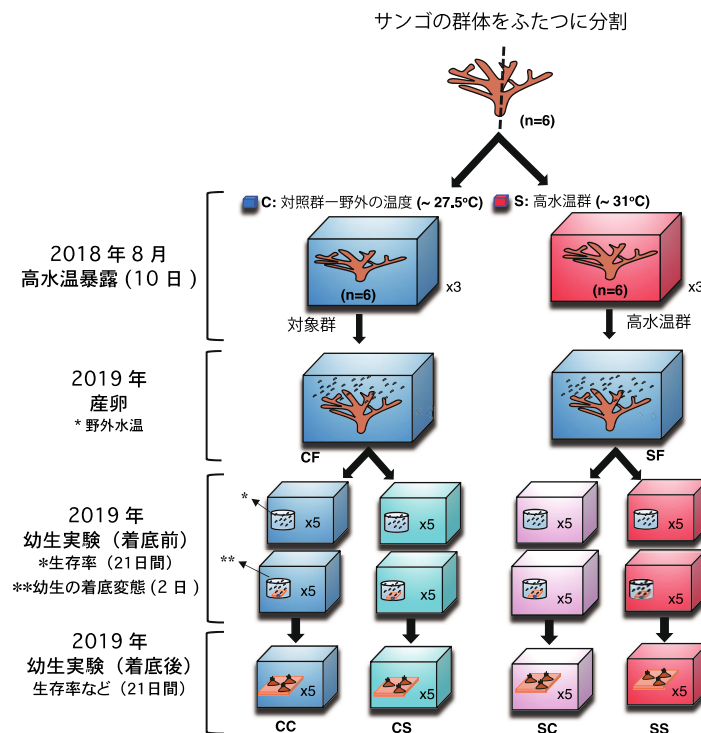 サンゴの群体をふたつに分割
(n=6)
C: 対照群ー野外の温度 (~ 27.5°C)
S: 高水温群 (~ 31°C)
2018 年 8 月
高水温暴露 ( 10 日 )
(n=6)
x3
(n=6)
x3
対象群
高水温群
2019 年
産卵
* 野外水温
CF
SF
2019 年
幼生実験（着底前）
*生存率（21日間）
**幼生の着底変態 ( 2 日 )
*
x5
x5
x5
x5
**
x5
x5
x5
x5
2019 年
幼生実験（着底後）
生存率など（21日間）
x5
x5
x5
x5
CC
CS
SC
SS